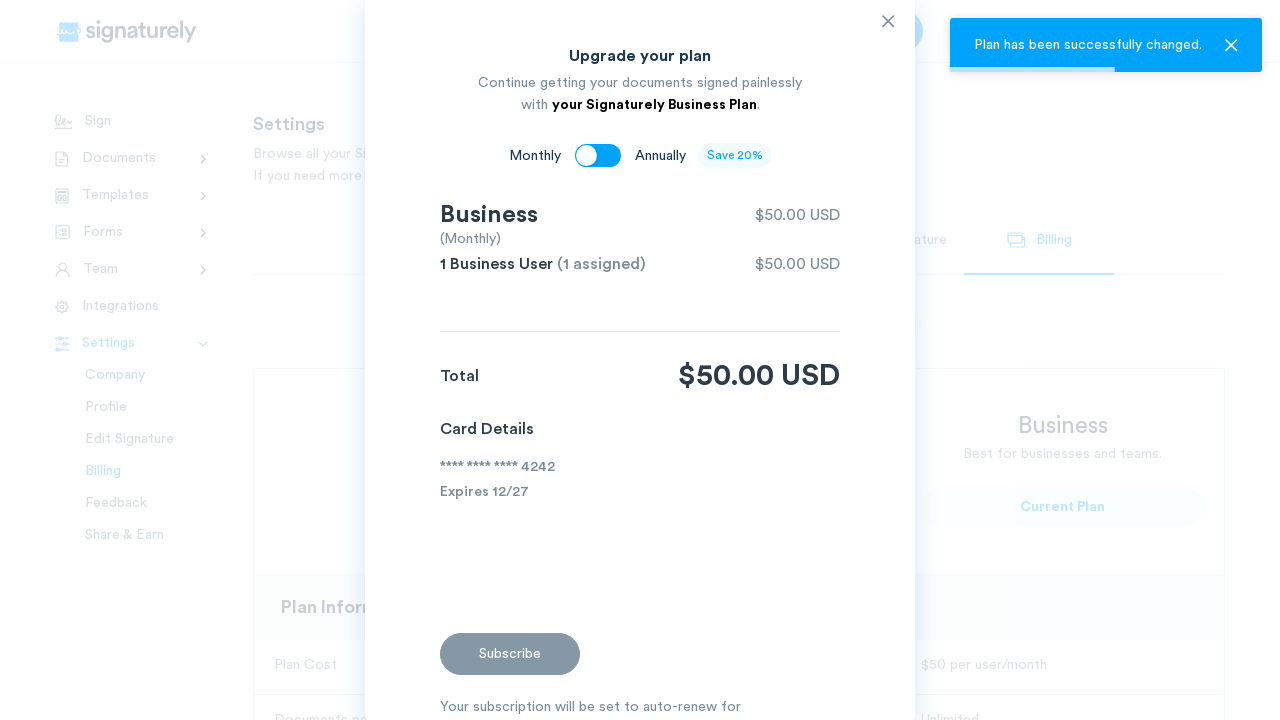 signaturely
Plan has been successfully changed.
Upgrade your plan
Continue getting your documents signed painlessly
with your Signaturely Business Plan.
Monthly
Annually
Save 20%
Business
$50.00 USD
(Monthly)
1 Business User (1 assigned)
$50.00 USD
Total
$50.00 USD
Card Details
**** **** **** 4242
Expires 12/27
Subscribe
Your subscription will be set to auto-renew for
Sign
Documents
Templates
Forms
Team
Integrations
Settings
Company
Profile
Edit Signature
Billing
Feedback
Share & Earn
Settings
Browse all your Si
If you need more
ature
Billing
Business
Best for businesses and teams.
Current Plan
Plan Inform
Plan Cost
$50 per user/month
Documents pe
Unlimited